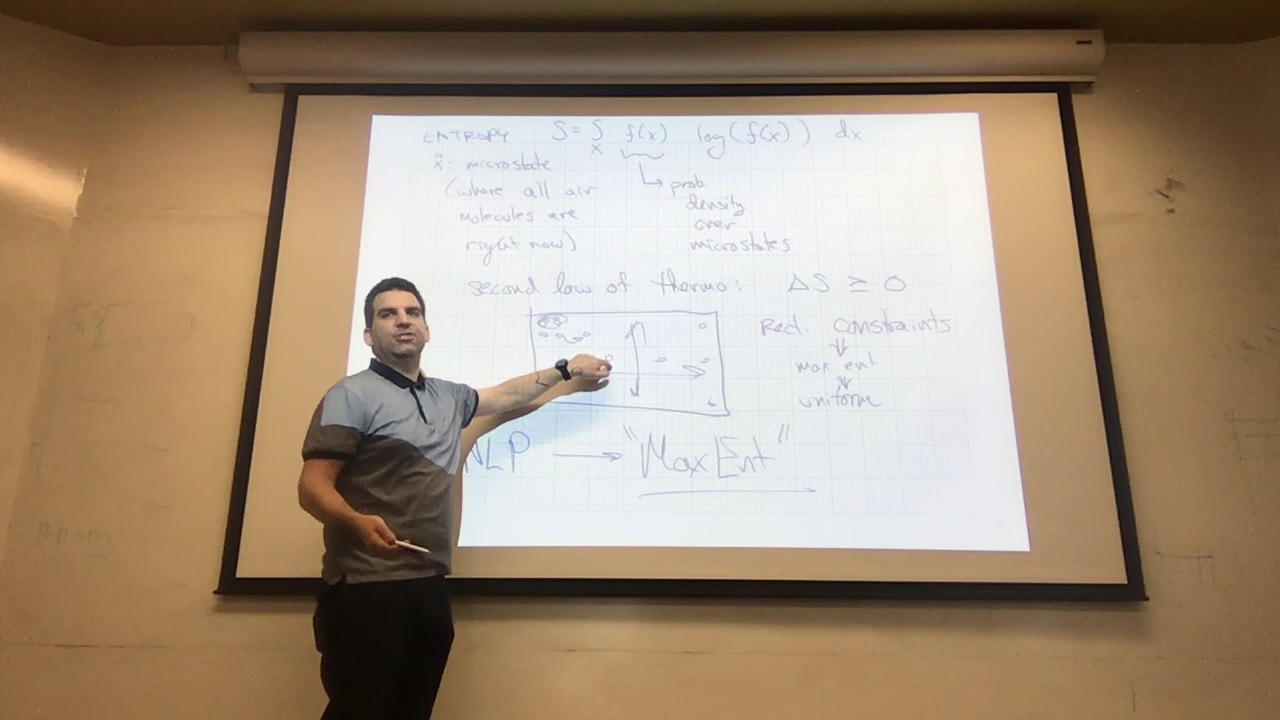 ENTROPY S = ∫ f(x) log(f(x)) dx
x
x⃗: microstate
(where all air
molecules are
right now)
↳ prob.
density
over
microstates
second law of thermo: ΔS ≥ 0
Red. constraints
⇓
max ent
⇓
uniform
NLP → "MaxEnt"